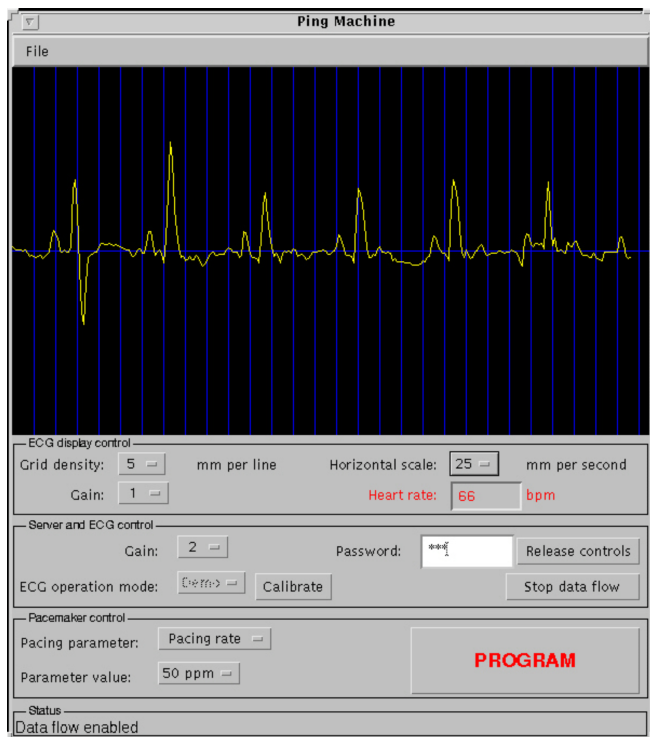 Ping Machine
File
ECG display control
Grid density: 5 mm per line Horizontal scale: 25 mm per second
Gain: 1 Heart rate: 66 bpm
Server and ECG control
Gain: 2 Password: *** Release controls
ECG operation mode: Demo Calibrate Stop data flow
Pacemaker control
Pacing parameter: Pacing rate
PROGRAM
Parameter value: 50 ppm
Status
Data flow enabled